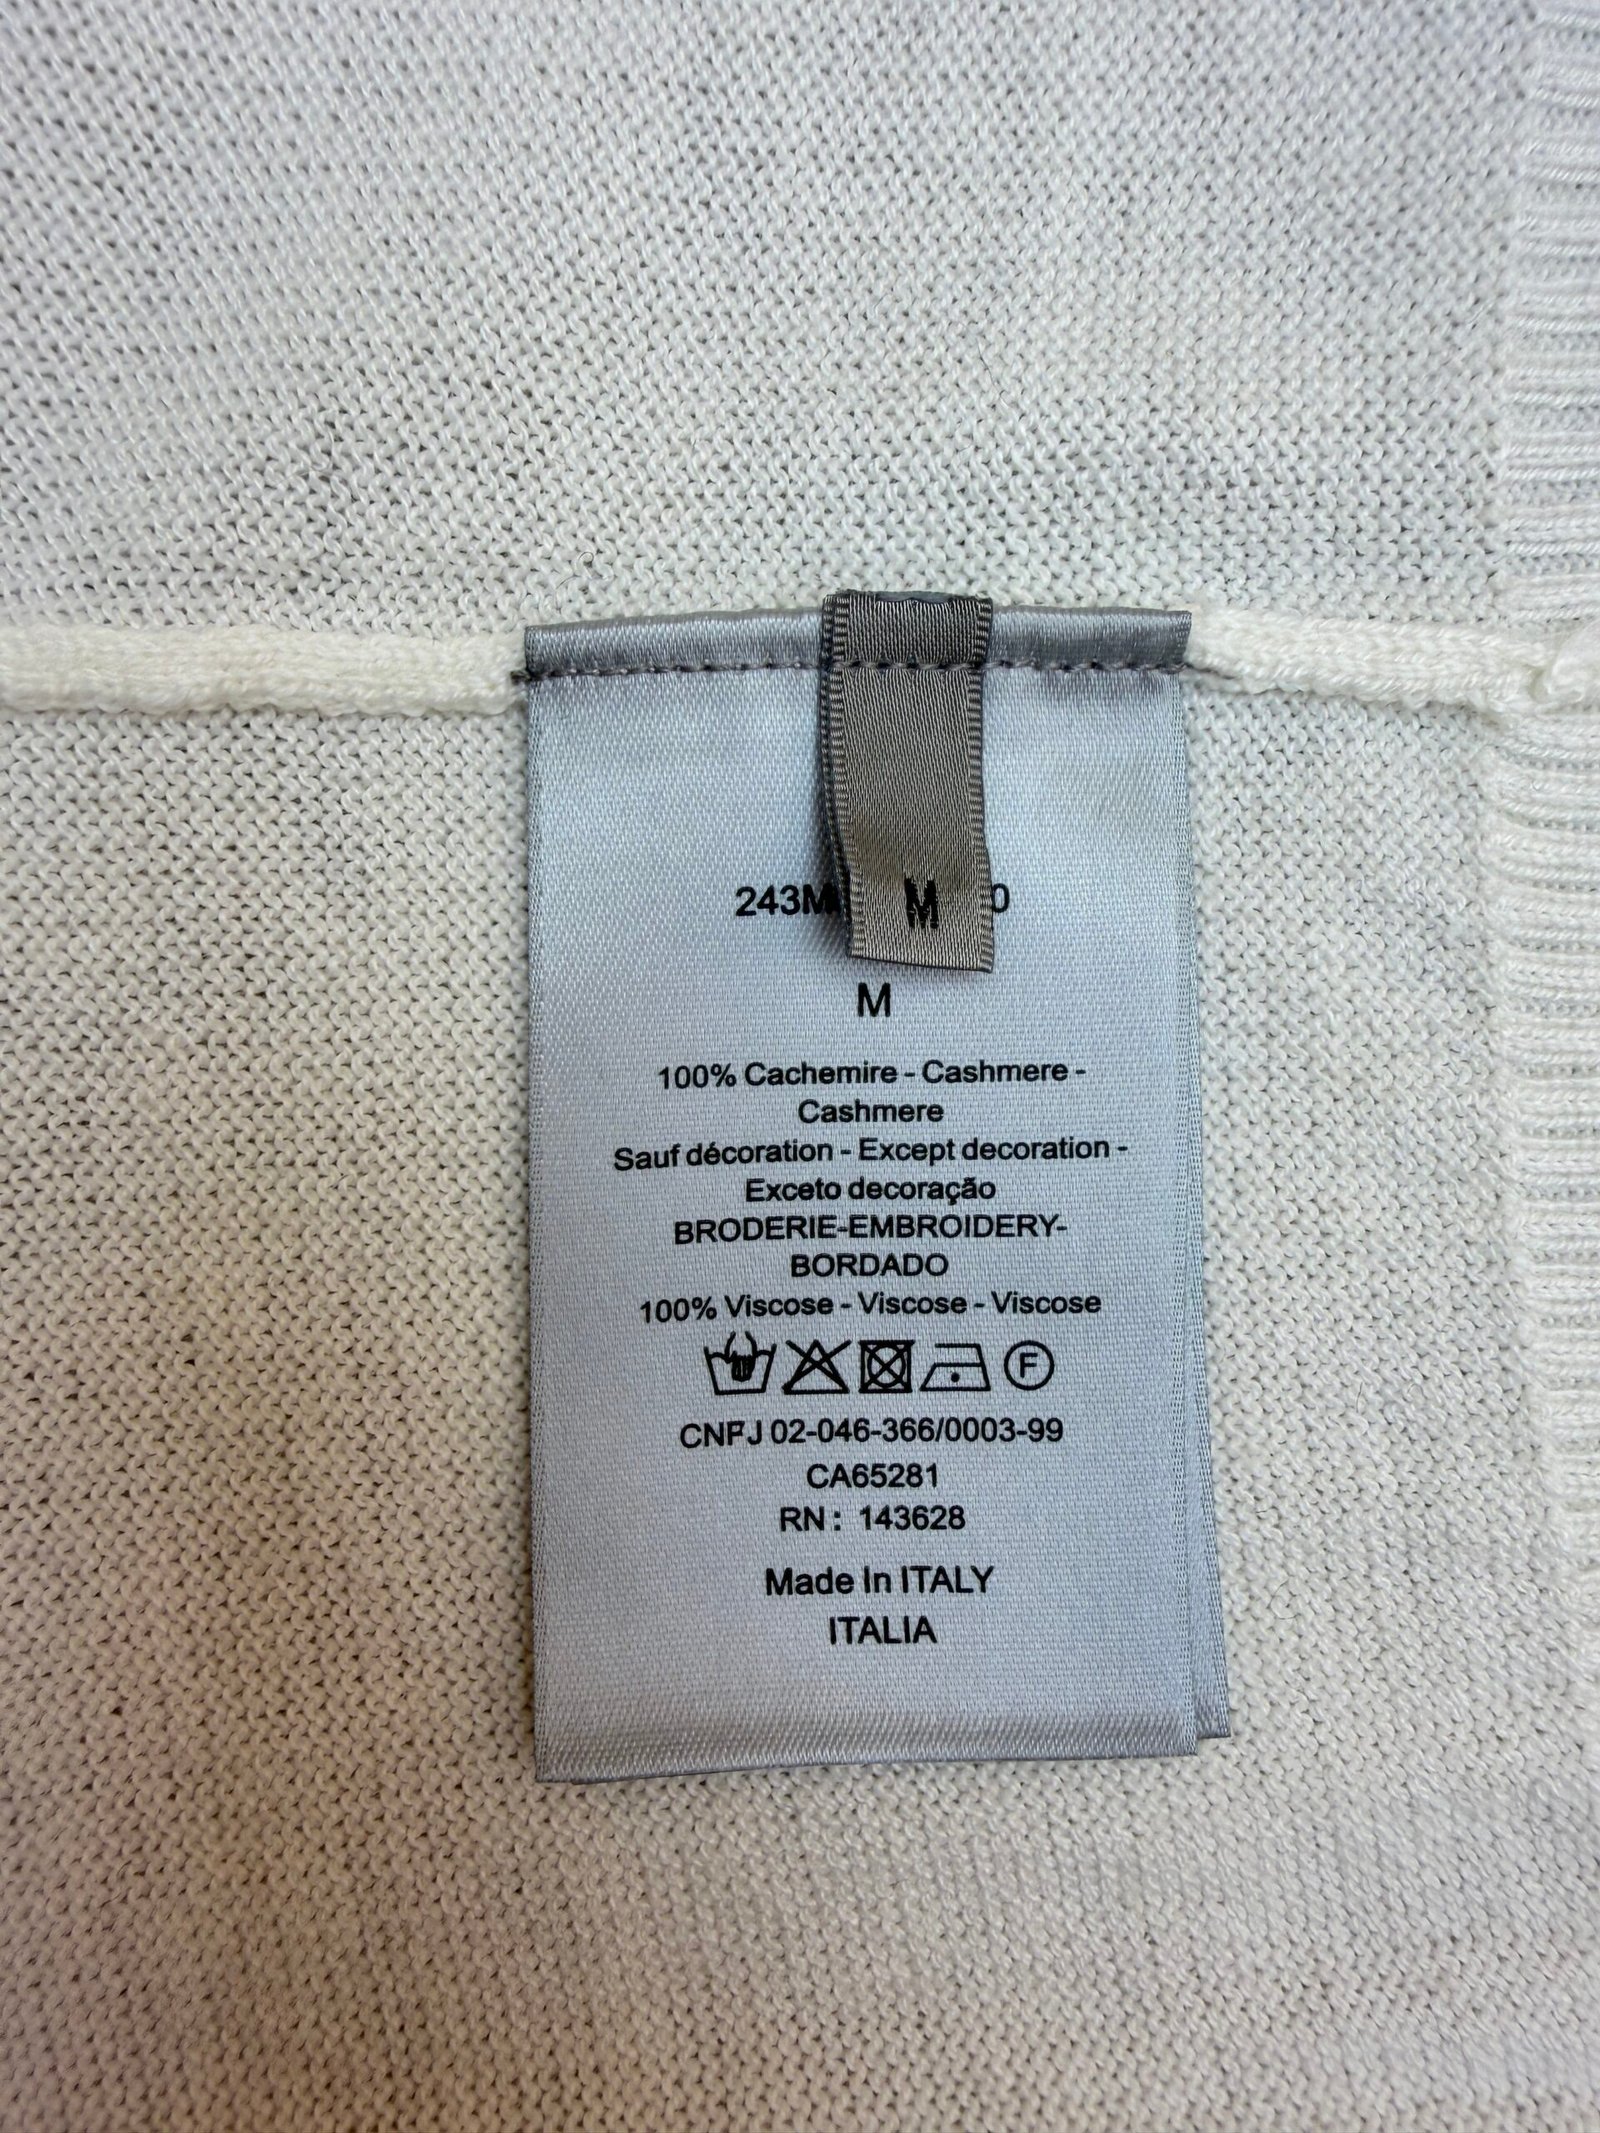 243M
M
0
M
100% Cachemire - Cashmere -
Cashmere
Sauf décoration - Except decoration -
Exceto decoração
BRODERIE-EMBROIDERY-
BORDADO
100% Viscose - Viscose - Viscose
F
CNPJ 02-046-366/0003-99
CA65281
RN: 143628
Made In ITALY
ITALIA